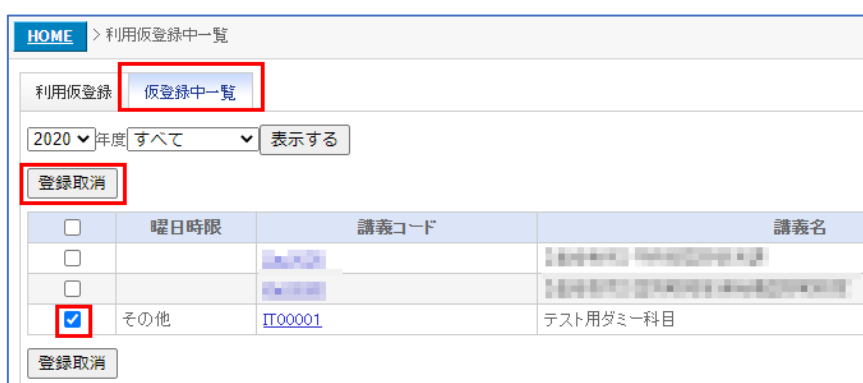 HOME > 利用仮登録中一覧
利用仮登録 仮登録中一覧
2020 年度 すべて 表示する
登録取消
曜日時限 講義コード 講義名
その他 IT00001 テスト用ダミー科目
登録取消